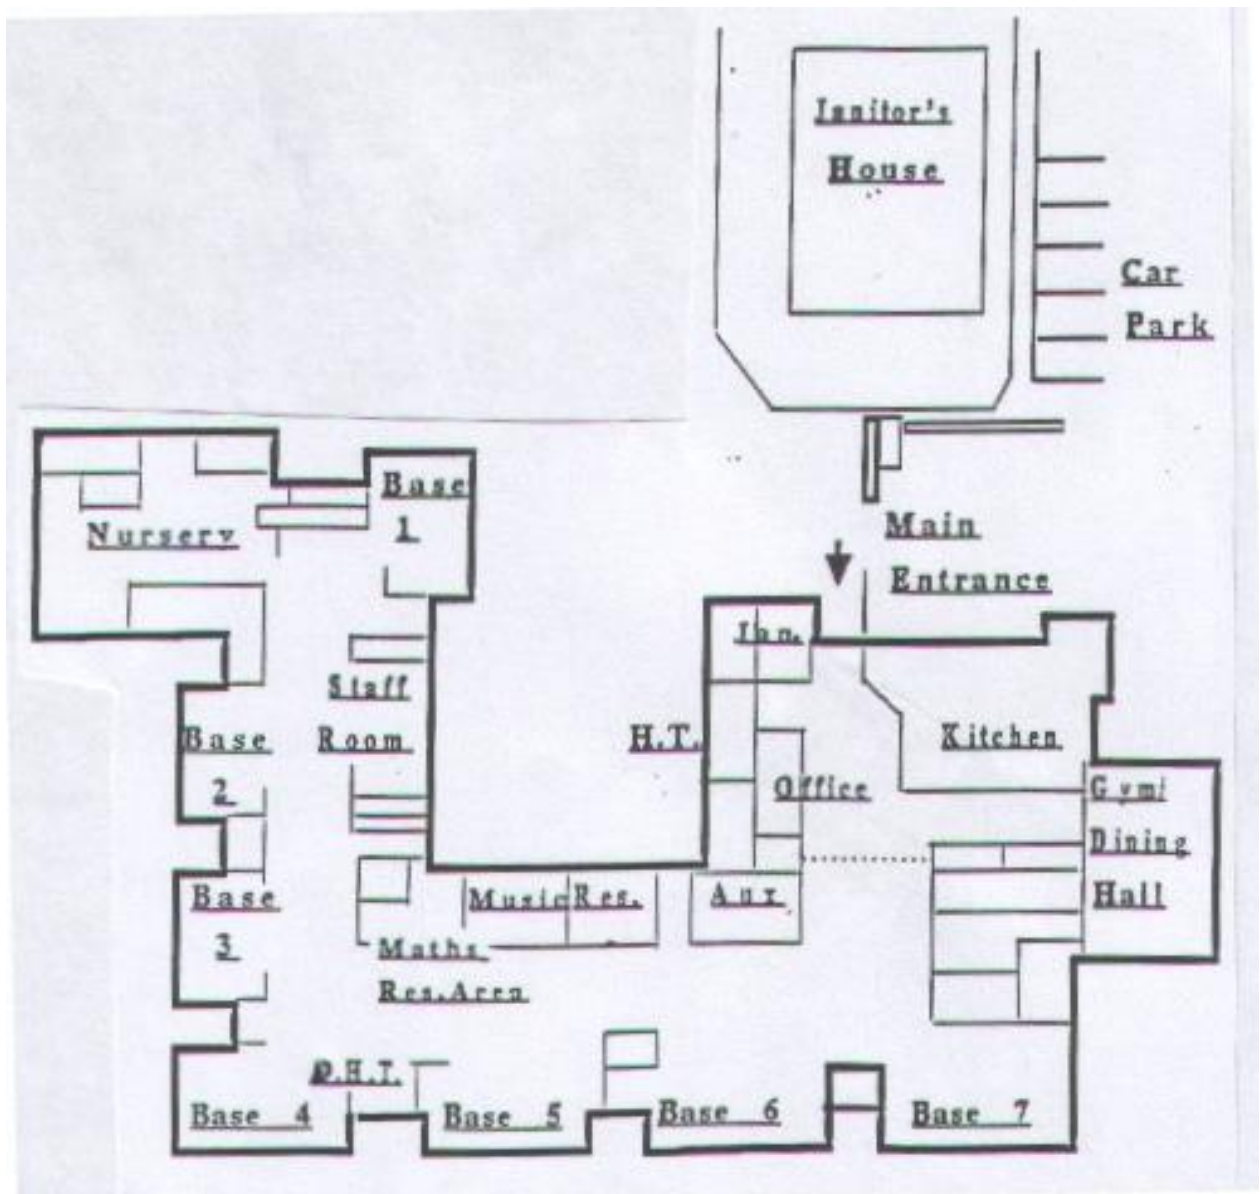 Janitor's
House
Car
Park
Base
1
Nursery
Main
Entrance
Jan.
Staff
Room
Base
2
H.T.
Kitchen
Office
Gym/
Dining
Hall
Base
3
Music Res.
Aux
Maths
Res. Area
D.H.T.
Base 4
Base 5
Base 6
Base 7